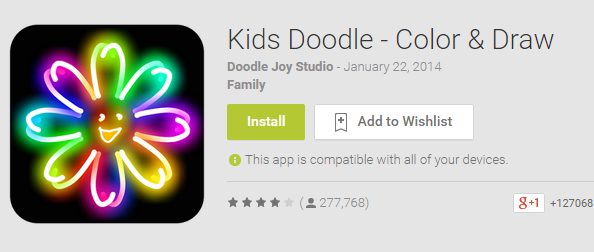 Kids Doodle - Color & Draw
Doodle Joy Studio - January 22, 2014
Family
Install
Add to Wishlist
This app is compatible with all of your devices.
(277,768)
g+1 +127068